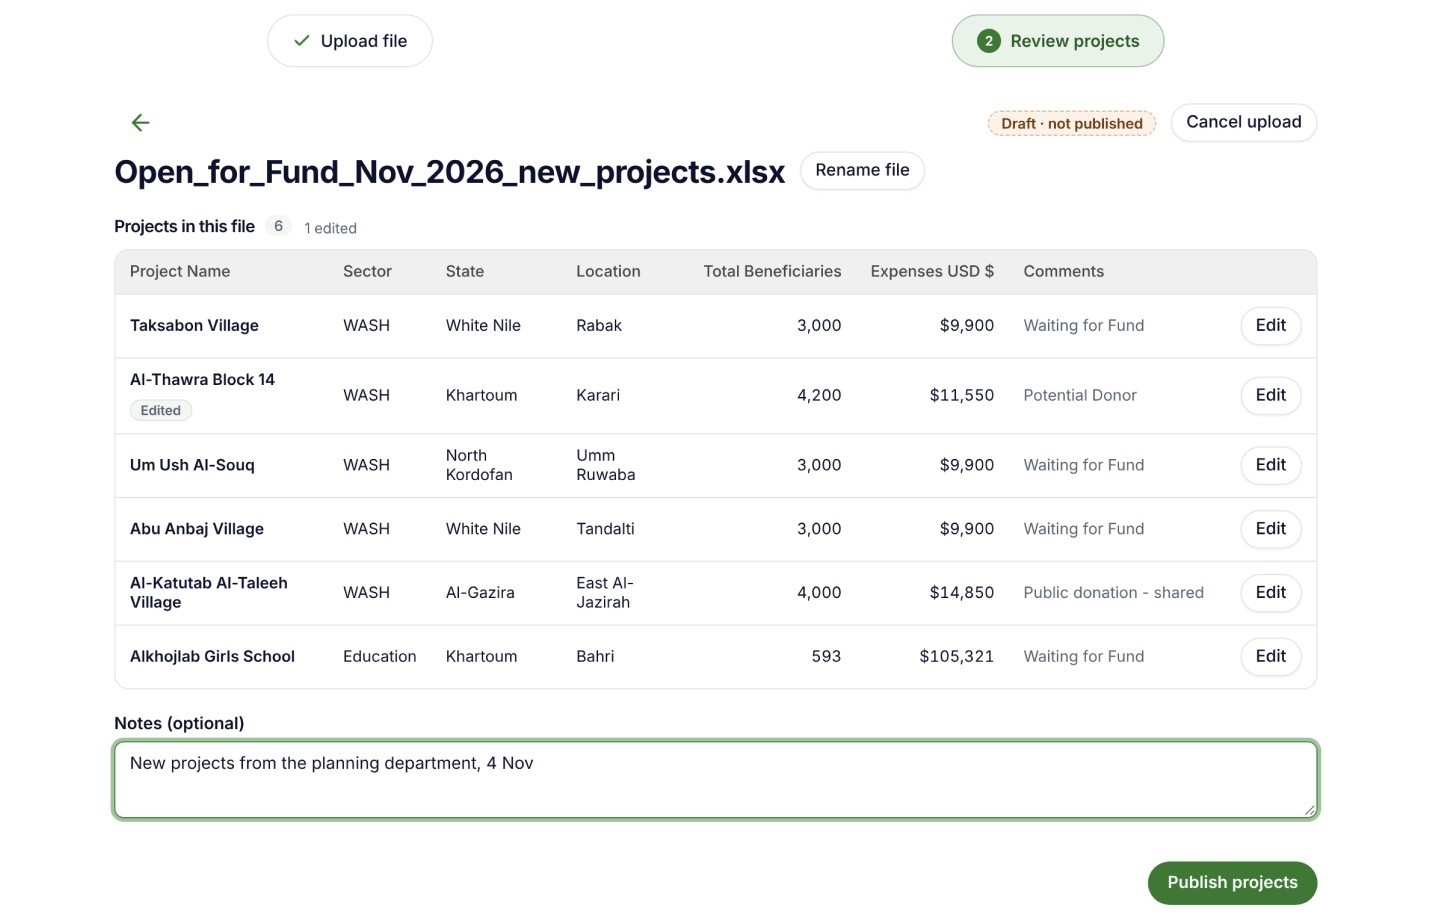 Upload file
2 Review projects
Draft · not published
Cancel upload
Open_for_Fund_Nov_2026_new_projects.xlsx
Rename file
Projects in this file 6 1 edited
Project Name Sector State Location Total Beneficiaries Expenses USD $ Comments
Taksabon Village WASH White Nile Rabak 3,000 $9,900 Waiting for Fund Edit
Al-Thawra Block 14
Edited
WASH Khartoum Karari 4,200 $11,550 Potential Donor Edit
Um Ush Al-Souq WASH North
Kordofan
Umm
Ruwaba
3,000 $9,900 Waiting for Fund Edit
Abu Anbaj Village WASH White Nile Tandalti 3,000 $9,900 Waiting for Fund Edit
Al-Katutab Al-Taleeh
Village
WASH Al-Gazira East Al-
Jazirah
4,000 $14,850 Public donation - shared Edit
Alkhojlab Girls School Education Khartoum Bahri 593 $105,321 Waiting for Fund Edit
Notes (optional)
New projects from the planning department, 4 Nov
Publish projects